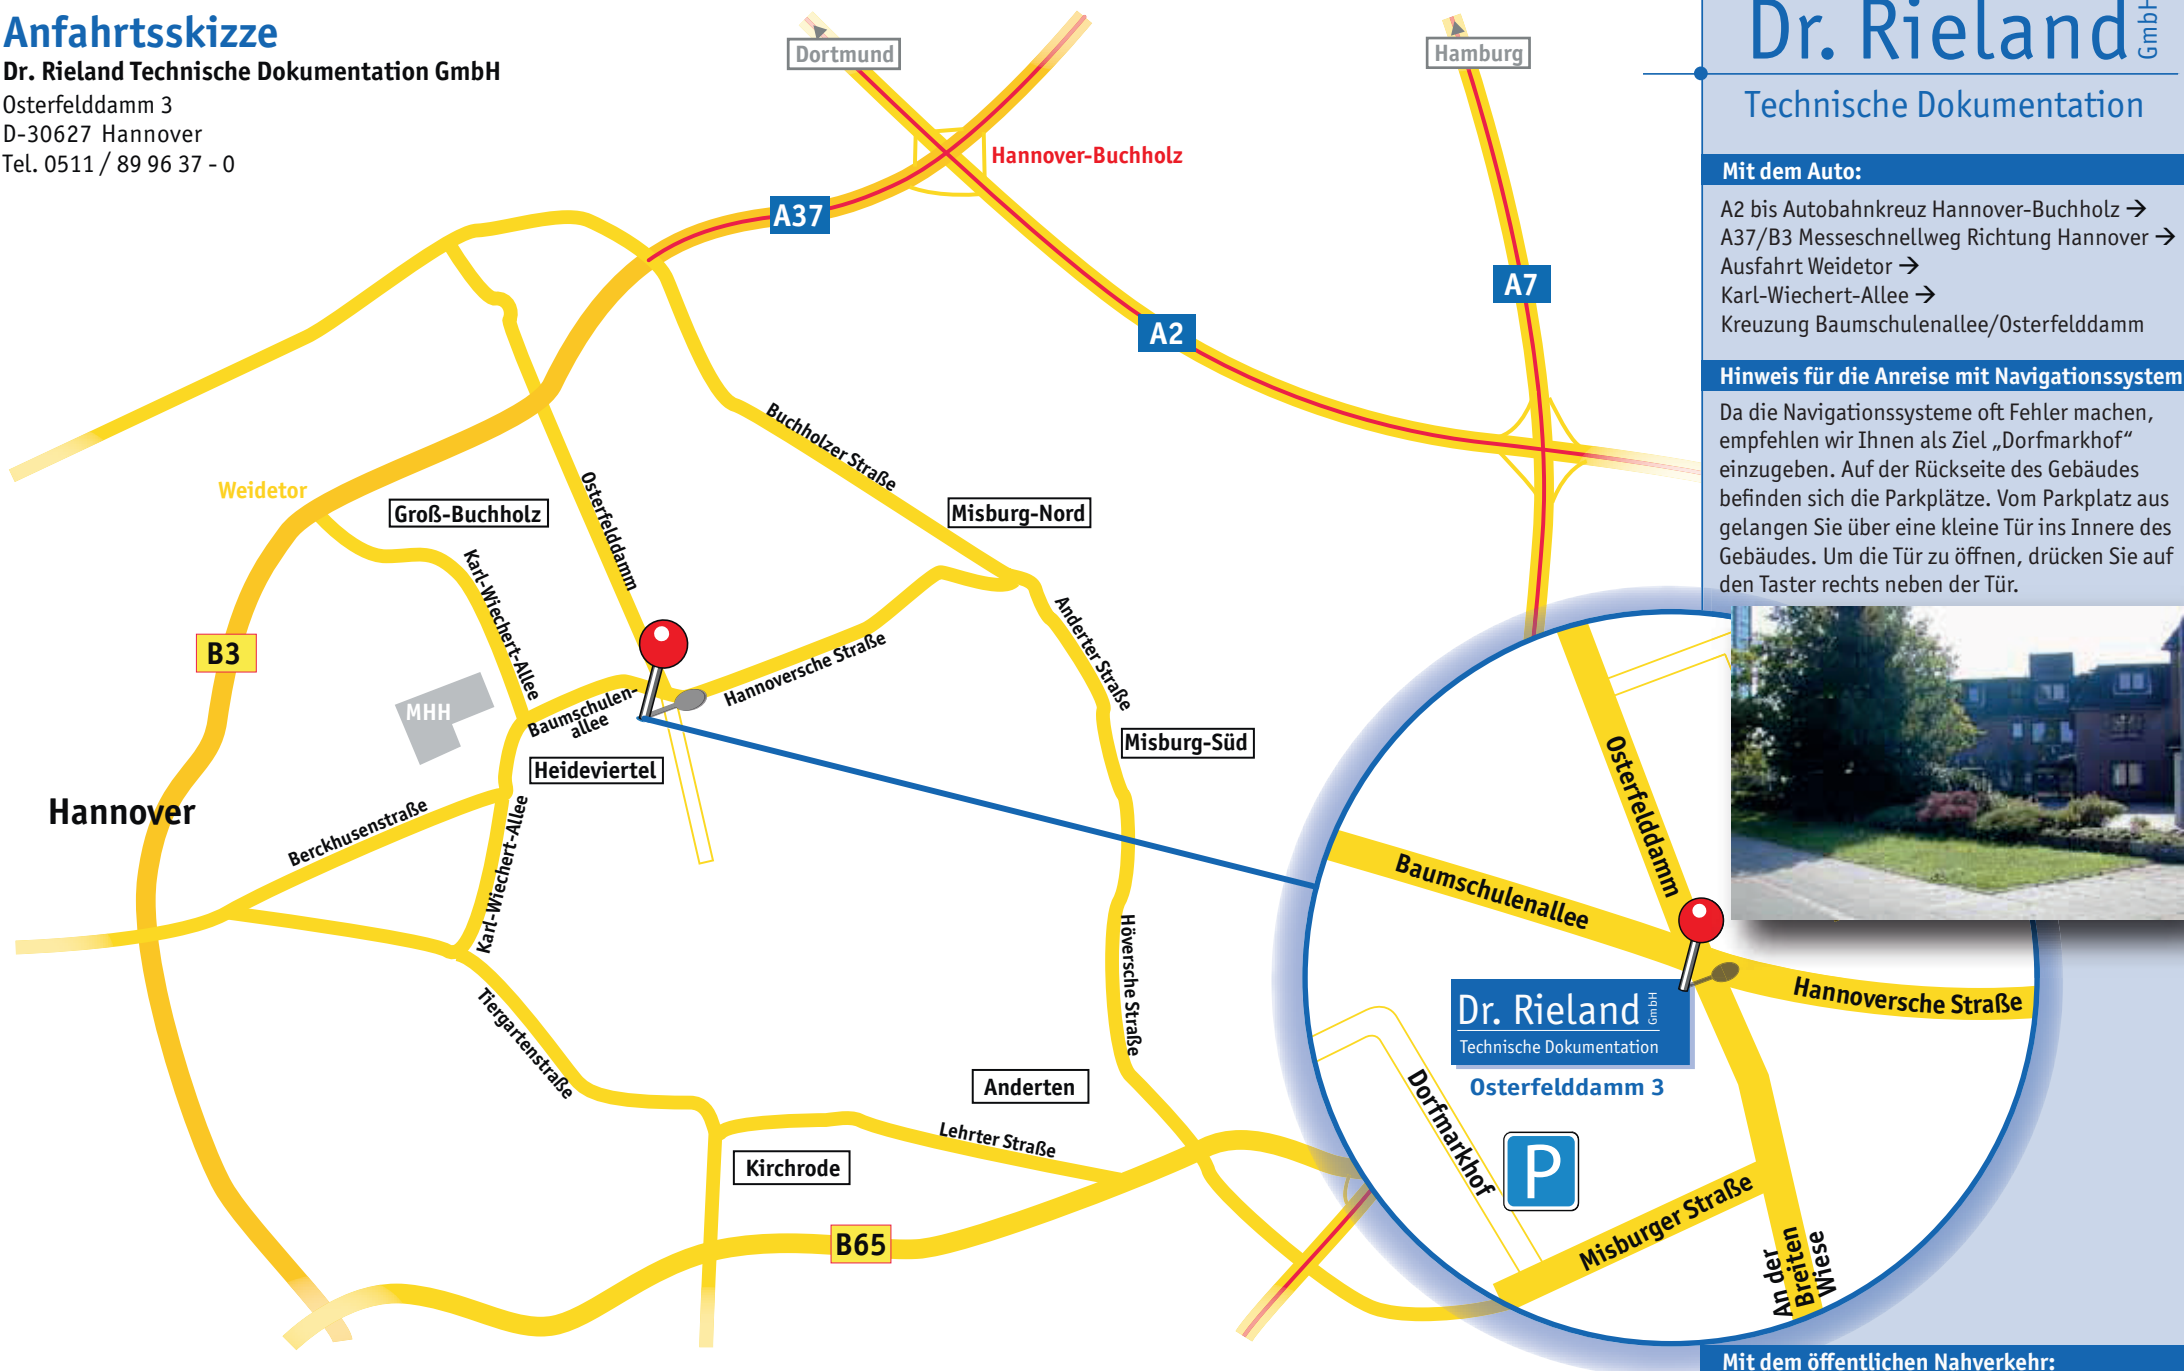 Anfahrtsskizze
Dr. Rieland Technische Dokumentation GmbH
Osterfelddamm 3
D-30627 Hannover
Tel. 0511 / 89 96 37 - 0
Dortmund
Hamburg
Hannover-Buchholz
A37
A7
A2
Buchholzer Straße
Weidetor
Osterfelddamm
Groß-Buchholz
Misburg-Nord
Karl-Wiechert-Allee
Anderter Straße
B3
Hannoversche Straße
MHH
Baumschulen-
allee
Misburg-Süd
Heideviertel
Hannover
Berckhusenstraße
Karl-Wiechert-Allee
Höversche Straße
Tiergartenstraße
Anderten
Lehrter Straße
Kirchrode
B65
Dr. Rieland GmbH
Technische Dokumentation
Mit dem Auto:
A2 bis Autobahnkreuz Hannover-Buchholz →
A37/B3 Messeschnellweg Richtung Hannover →
Ausfahrt Weidetor →
Karl-Wiechert-Allee →
Kreuzung Baumschulenallee/Osterfelddamm
Hinweis für die Anreise mit Navigationssystem
Da die Navigationssysteme oft Fehler machen,
empfehlen wir Ihnen als Ziel „Dorfmarkhof“
einzugeben. Auf der Rückseite des Gebäudes
befinden sich die Parkplätze. Vom Parkplatz aus
gelangen Sie über eine kleine Tür ins Innere des
Gebäudes. Um die Tür zu öffnen, drücken Sie auf
den Taster rechts neben der Tür.
Osterfelddamm
Baumschulenallee
Hannoversche Straße
Dr. Rieland GmbH
Technische Dokumentation
Osterfelddamm 3
Dorfmarkhof
P
Misburger Straße
An der
Breiten
Wiese
Mit dem öffentlichen Nahverkehr: